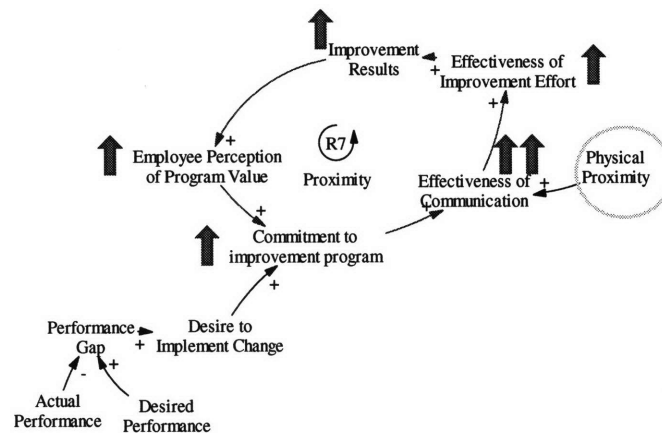 Improvement
Results
+
Effectiveness of
Improvement Effort
+
+
Employee Perception
of Program Value
R7
Proximity
Effectiveness of
Communication
+
Physical
Proximity
+
+
Commitment to
improvement program
+
Performance
Gap
+
Desire to
Implement Change
-
+
Actual
Performance
Desired
Performance